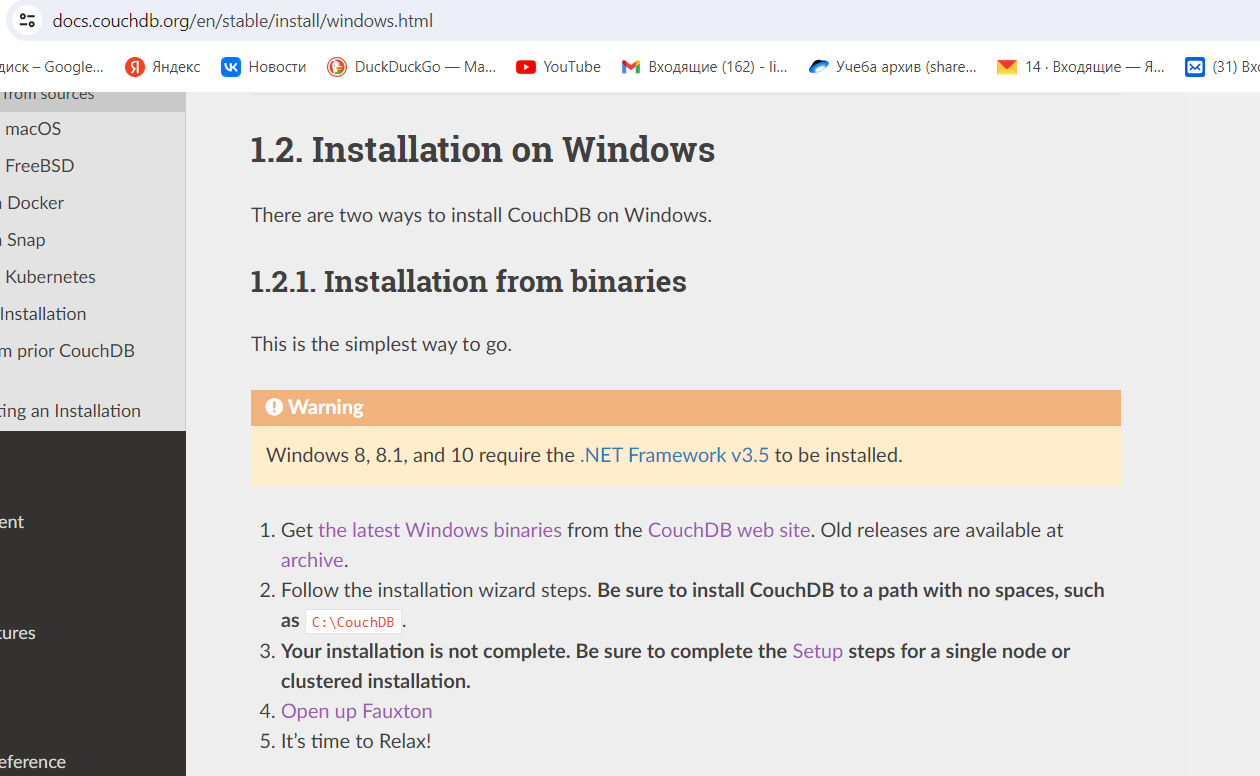 docs.couchdb.org/en/stable/install/windows.html
диск – Google...
Яндекс
Новости
DuckDuckGo — Ma...
YouTube
Входящие (162) - li...
Учеба архив (share...
14 · Входящие — Я...
(31) Вхо
from sources
macOS
FreeBSD
Docker
Snap
Kubernetes
Installation
m prior CouchDB
ting an Installation
ent
tures
eference
1.2. Installation on Windows
There are two ways to install CouchDB on Windows.
1.2.1. Installation from binaries
This is the simplest way to go.
Warning
Windows 8, 8.1, and 10 require the .NET Framework v3.5 to be installed.
1. Get the latest Windows binaries from the CouchDB web site. Old releases are available at
archive.
2. Follow the installation wizard steps. Be sure to install CouchDB to a path with no spaces, such
as C:\CouchDB .
3. Your installation is not complete. Be sure to complete the Setup steps for a single node or
clustered installation.
4. Open up Fauxton
5. It’s time to Relax!